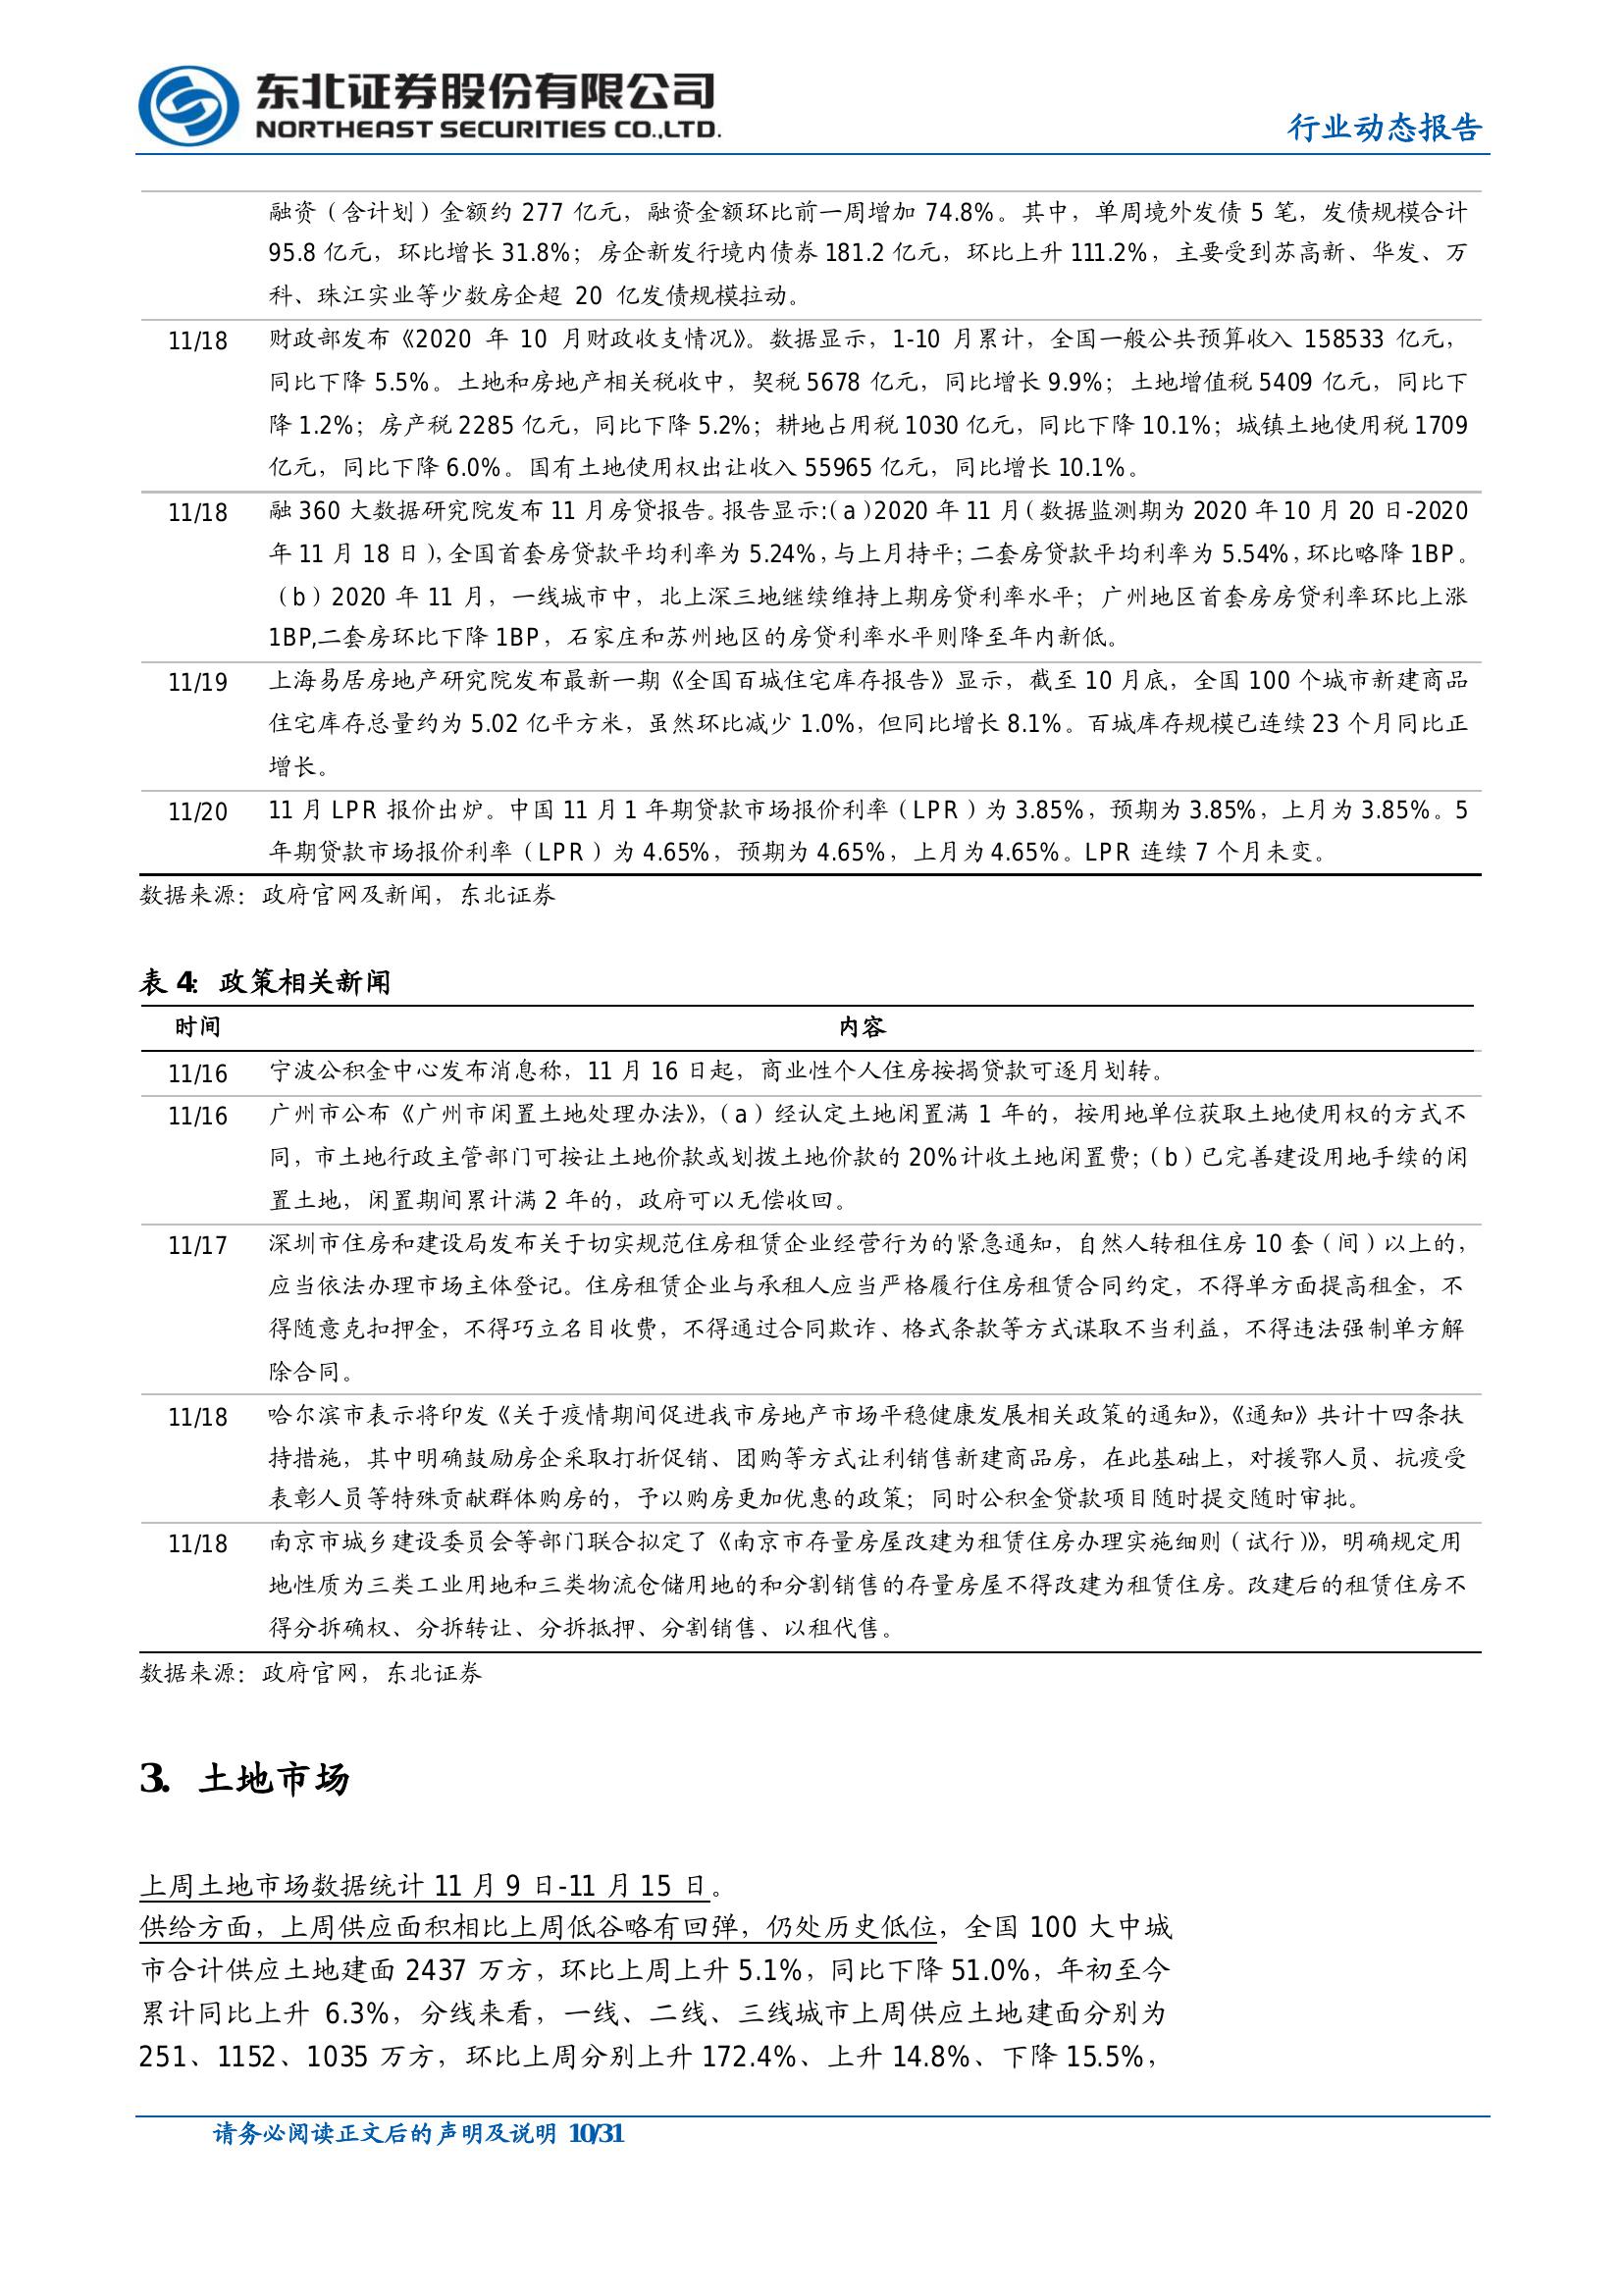 东北证券股份有限公司
NORTHEAST SECURITIES CO.,LTD.
行业动态报告
融资（含计划）金额约 277 亿元，融资金额环比前一周增加 74.8%。其中，单周境外发债 5 笔，发债规模合计
95.8 亿元，环比增长 31.8%；房企新发行境内债券 181.2 亿元，环比上升 111.2%，主要受到苏高新、华发、万
科、珠江实业等少数房企超 20 亿发债规模拉动。
11/18 财政部发布《2020 年 10 月财政收支情况》。数据显示，1-10 月累计，全国一般公共预算收入 158533 亿元，
同比下降 5.5%。土地和房地产相关税收中，契税 5678 亿元，同比增长 9.9%；土地增值税 5409 亿元，同比下
降 1.2%；房产税 2285 亿元，同比下降 5.2%；耕地占用税 1030 亿元，同比下降 10.1%；城镇土地使用税 1709
亿元，同比下降 6.0%。国有土地使用权出让收入 55965 亿元，同比增长 10.1%。
11/18 融 360 大数据研究院发布 11 月房贷报告。报告显示:(a)2020 年 11 月(数据监测期为 2020 年 10 月 20 日-2020
年 11 月 18 日),全国首套房贷款平均利率为 5.24%,与上月持平;二套房贷款平均利率为 5.54%,环比略降 1BP。
（b）2020 年 11 月，一线城市中，北上深三地继续维持上期房贷利率水平；广州地区首套房房贷利率环比上涨
1BP,二套房环比下降 1BP，石家庄和苏州地区的房贷利率水平则降至年内新低。
11/19 上海易居房地产研究院发布最新一期《全国百城住宅库存报告》显示，截至 10 月底，全国 100 个城市新建商品
住宅库存总量约为 5.02 亿平方米，虽然环比减少 1.0%，但同比增长 8.1%。百城库存规模已连续 23 个月同比正
增长。
11/20 11 月 LPR 报价出炉。中国 11 月 1 年期贷款市场报价利率（LPR）为 3.85%，预期为 3.85%，上月为 3.85%。5
年期贷款市场报价利率（LPR）为 4.65%，预期为 4.65%，上月为 4.65%。LPR 连续 7 个月未变。
数据来源：政府官网及新闻，东北证券
表 4：政策相关新闻
时间 内容
11/16 宁波公积金中心发布消息称，11 月 16 日起，商业性个人住房按揭贷款可逐月划转。
11/16 广州市公布《广州市闲置土地处理办法》，（a）经认定土地闲置满 1 年的，按用地单位获取土地使用权的方式不
同，市土地行政主管部门可按让土地价款或划拨土地价款的 20%计收土地闲置费；（b）已完善建设用地手续的闲
置土地，闲置期间累计满 2 年的，政府可以无偿收回。
11/17 深圳市住房和建设局发布关于切实规范住房租赁企业经营行为的紧急通知，自然人转租住房 10 套（间）以上的，
应当依法办理市场主体登记。住房租赁企业与承租人应当严格履行住房租赁合同约定，不得单方面提高租金，不
得随意克扣押金，不得巧立名目收费，不得通过合同欺诈、格式条款等方式谋取不当利益，不得违法强制单方解
除合同。
11/18 哈尔滨市表示将印发《关于疫情期间促进我市房地产市场平稳健康发展相关政策的通知》，《通知》共计十四条扶
持措施，其中明确鼓励房企采取打折促销、团购等方式让利销售新建商品房，在此基础上，对援鄂人员、抗疫受
表彰人员等特殊贡献群体购房的，予以购房更加优惠的政策；同时公积金贷款项目随时提交随时审批。
11/18 南京市城乡建设委员会等部门联合拟定了《南京市存量房屋改建为租赁住房办理实施细则（试行）》，明确规定用
地性质为三类工业用地和三类物流仓储用地的和分割销售的存量房屋不得改建为租赁住房。改建后的租赁住房不
得分拆确权、分拆转让、分拆抵押、分割销售、以租代售。
数据来源：政府官网，东北证券
3. 土地市场
上周土地市场数据统计 11 月 9 日-11 月 15 日。
供给方面，上周供应面积相比上周低谷略有回弹，仍处历史低位，全国 100 大中城
市合计供应土地建面 2437 万方，环比上周上升 5.1%，同比下降 51.0%，年初至今
累计同比上升 6.3%，分线来看，一线、二线、三线城市上周供应土地建面分别为
251、1152、1035 万方，环比上周分别上升 172.4%、上升 14.8%、下降 15.5%，
请务必阅读正文后的声明及说明 10/31